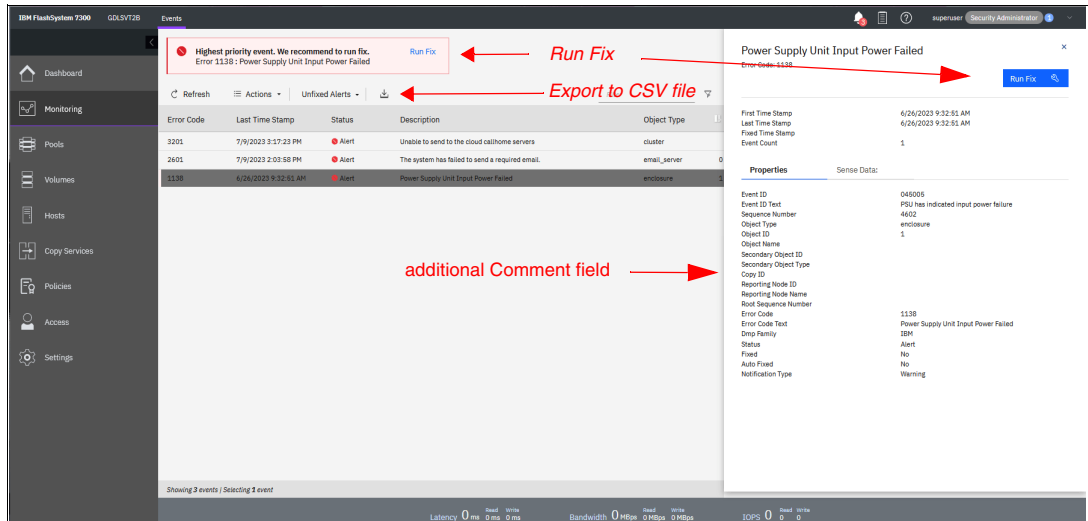 IBM FlashSystem 7300 GDLSVT2B Events superuser Security Administrator
Highest priority event. We recommend to run fix. Run Fix
Error 1138 : Power Supply Unit Input Power Failed
Run Fix
Refresh Actions Unfixed Alerts
Export to CSV file
Error Code Last Time Stamp Status Description Object Type
3201 7/9/2023 3:17:23 PM Alert Unable to send to the cloud callhome servers cluster
2601 7/9/2023 2:03:58 PM Alert The system has failed to send a required email. email_server 0
1138 6/26/2023 9:32:51 AM Alert Power Supply Unit Input Power Failed enclosure 1
Dashboard
Monitoring
Pools
Volumes
Hosts
Copy Services
Policies
Access
Settings
additional Comment field
Power Supply Unit Input Power Failed
Error Code: 1138
Run Fix
First Time Stamp 6/26/2023 9:32:51 AM
Last Time Stamp 6/26/2023 9:32:51 AM
Fixed Time Stamp
Event Count 1
Properties Sense Data:
Event ID 045005
Event ID Text PSU has indicated input power failure
Sequence Number 4602
Object Type enclosure
Object ID 1
Object Name
Secondary Object ID
Secondary Object Type
Copy ID
Reporting Node ID
Reporting Node Name
Root Sequence Number
Error Code 1138
Error Code Text Power Supply Unit Input Power Failed
Dmp Family IBM
Status Alert
Fixed No
Auto Fixed No
Notification Type Warning
Showing 3 events | Selecting 1 event
Latency 0 ms Read 0 ms Write 0 ms Bandwidth 0 MBps Read 0 MBps Write 0 MBps IOPS 0 Read 0 Write 0